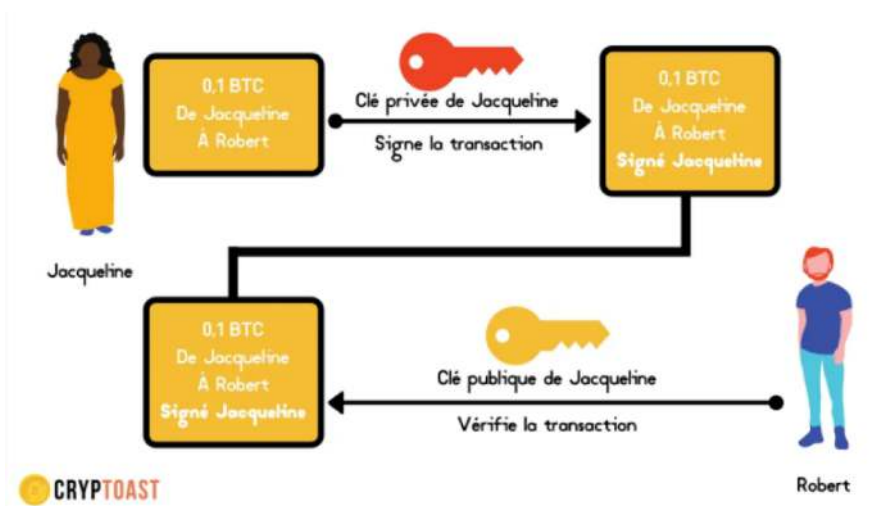 0,1 BTC
De Jacqueline
À Robert
Clé privée de Jacqueline
Signe la transaction
0,1 BTC
De Jacqueline
À Robert
Signé Jacqueline
Jacqueline
0,1 BTC
De Jacqueline
À Robert
Signé Jacqueline
Clé publique de Jacqueline
Vérifie la transaction
Robert
CRYPTOAST